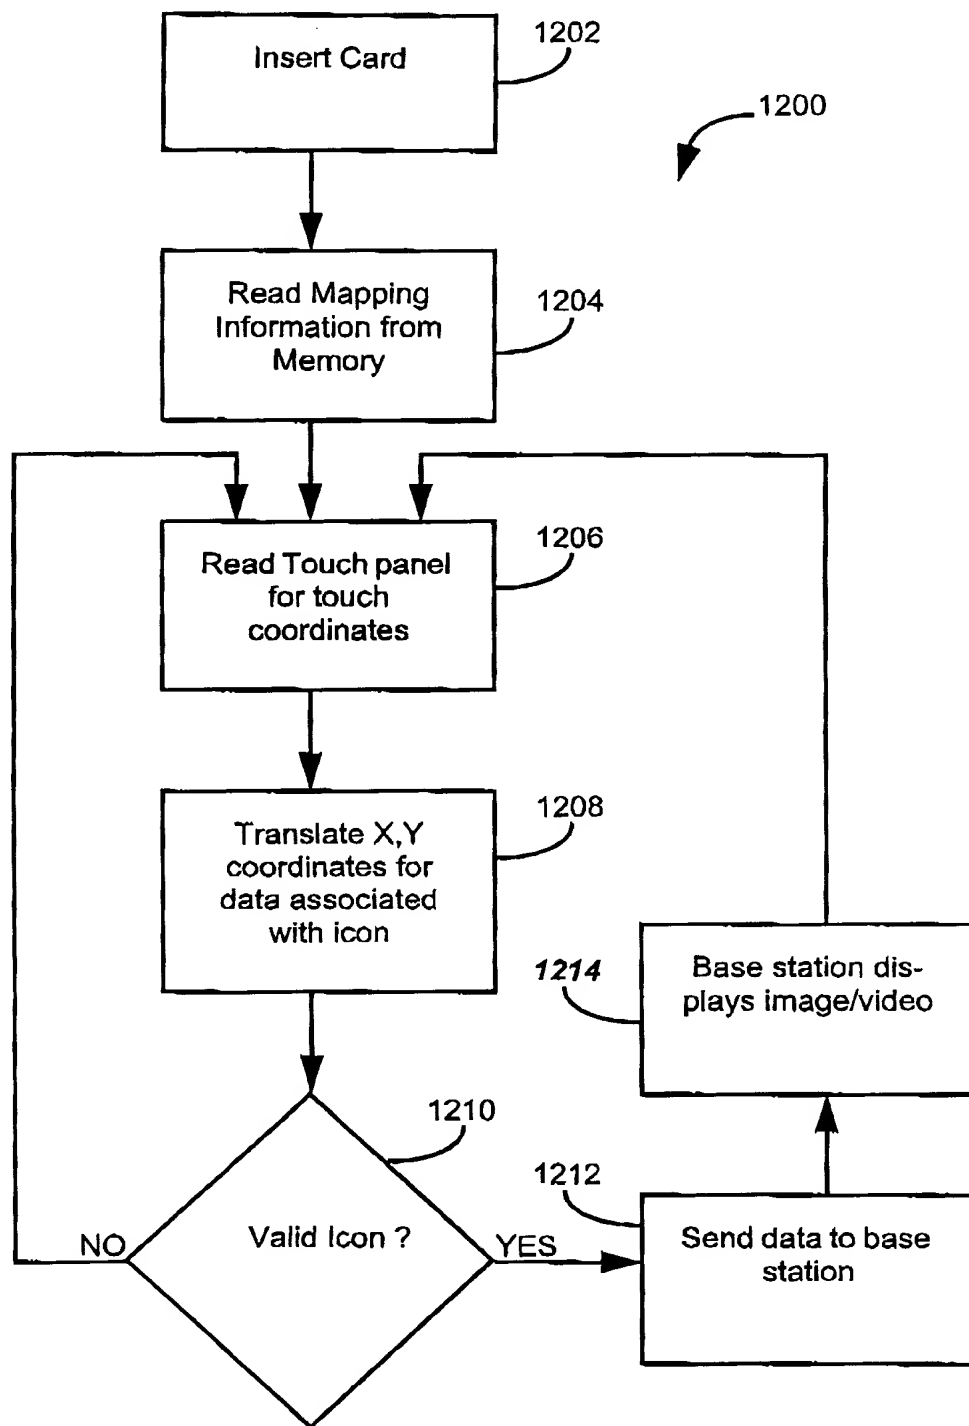 Insert Card
1202
1200
Read Mapping
Information from
Memory
1204
Read Touch panel
for touch
coordinates
1206
Translate X,Y
coordinates for
data associated
with icon
1208
Valid Icon ?
1210
NO
YES
1212
Send data to base
station
1214
Base station dis-
plays image/video